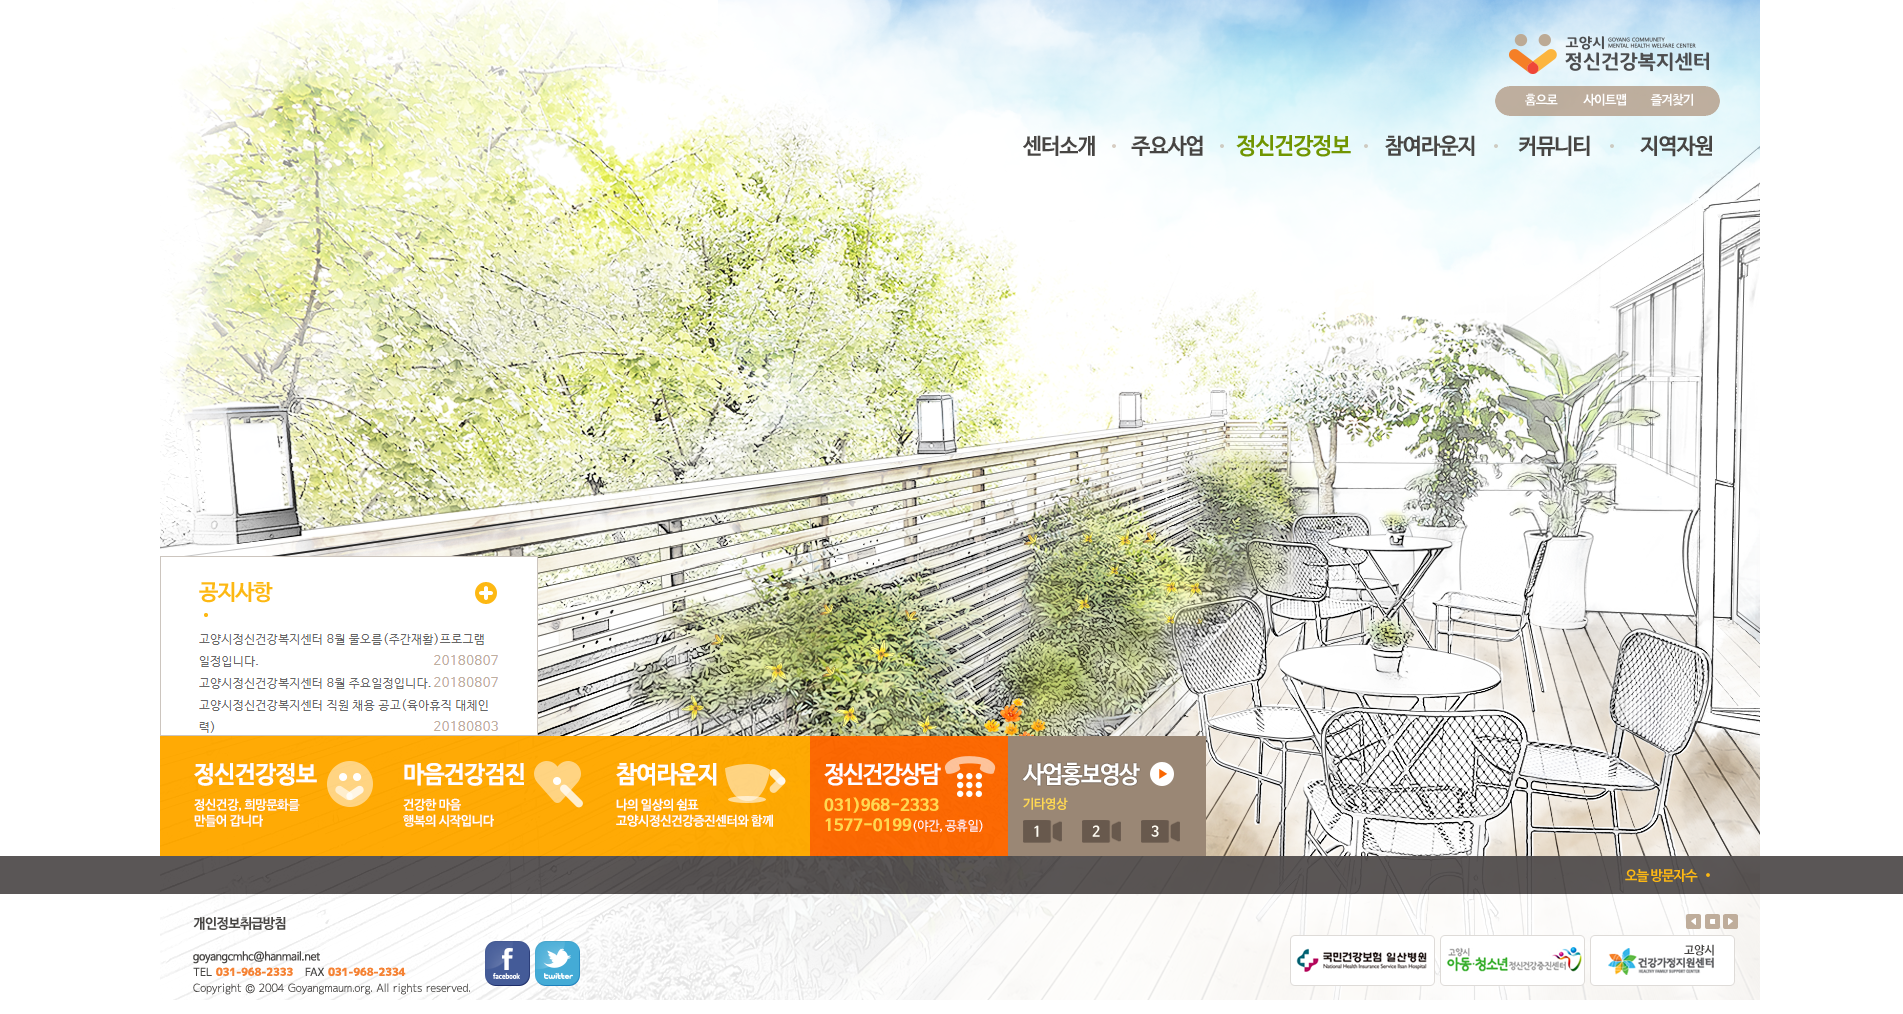 고양시 GOYANG COMMUNITY
MENTAL HEALTH WELFARE CENTER
정신건강복지센터
홈으로 사이트맵 즐겨찾기
센터소개 주요사업 정신건강정보 참여라운지 커뮤니티 지역자원
공지사항
고양시정신건강복지센터 8월 물오름(주간재활)프로그램
일정입니다. 20180807
고양시정신건강복지센터 8월 주요일정입니다. 20180807
고양시정신건강복지센터 직원 채용 공고(육아휴직 대체인
력) 20180803
정신건강정보
정신건강, 희망문화를
만들어 갑니다
마음건강검진
건강한 마음
행복의 시작입니다
참여라운지
나의 일상의 쉼표
고양시정신건강증진센터와 함께
정신건강상담
031)968-2333
1577-0199(야간, 공휴일)
사업홍보영상
기타영상
1 2 3
오늘 방문자수
개인정보취급방침
goyangcmhc@hanmail.net
TEL 031-968-2333 FAX 031-968-2334
Copyright © 2004 Goyangmaum.org. All rights reserved.
facebook
twitter
국민건강보험 일산병원
National Health Insurance Service Ilsan Hospital
고양시
아동·청소년정신건강증진센터
고양시
건강가정지원센터
HEALTHY FAMILY SUPPORT CENTER